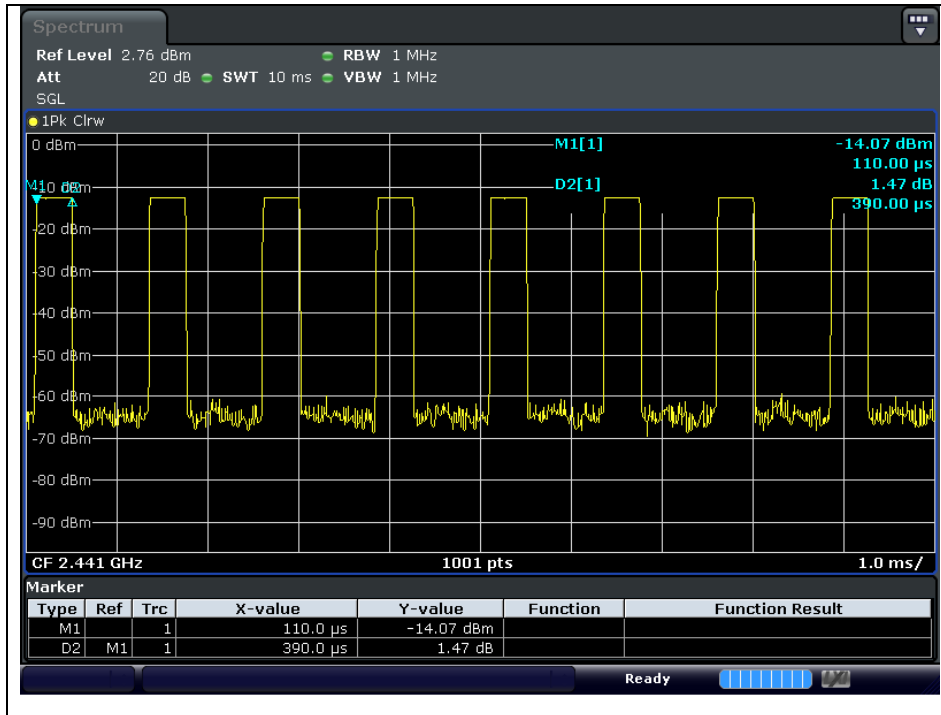 Spectrum
Ref Level 2.76 dBm RBW 1 MHz
Att 20 dB SWT 10 ms VBW 1 MHz
SGL
1Pk Clrw
0 dBm M1[1] -14.07 dBm
110.00 µs
M1 D2
-10 dBm D2[1] 1.47 dB
390.00 µs
-20 dBm
-30 dBm
-40 dBm
-50 dBm
-60 dBm
-70 dBm
-80 dBm
-90 dBm
CF 2.441 GHz 1001 pts 1.0 ms/
Marker
Type Ref Trc X-value Y-value Function Function Result
M1 1 110.0 µs -14.07 dBm
D2 M1 1 390.0 µs 1.47 dB
Ready